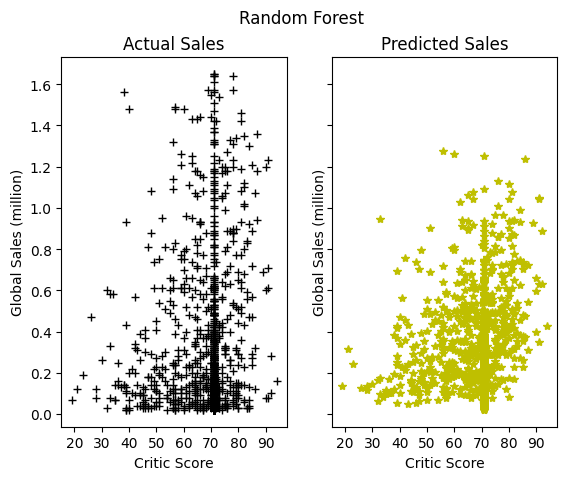 Random Forest
Actual Sales
Predicted Sales
Global Sales (million)
1.6
1.4
1.2
1.0
0.8
0.6
0.4
0.2
0.0
20 30 40 50 60 70 80 90
Critic Score
Global Sales (million)
20 30 40 50 60 70 80 90
Critic Score